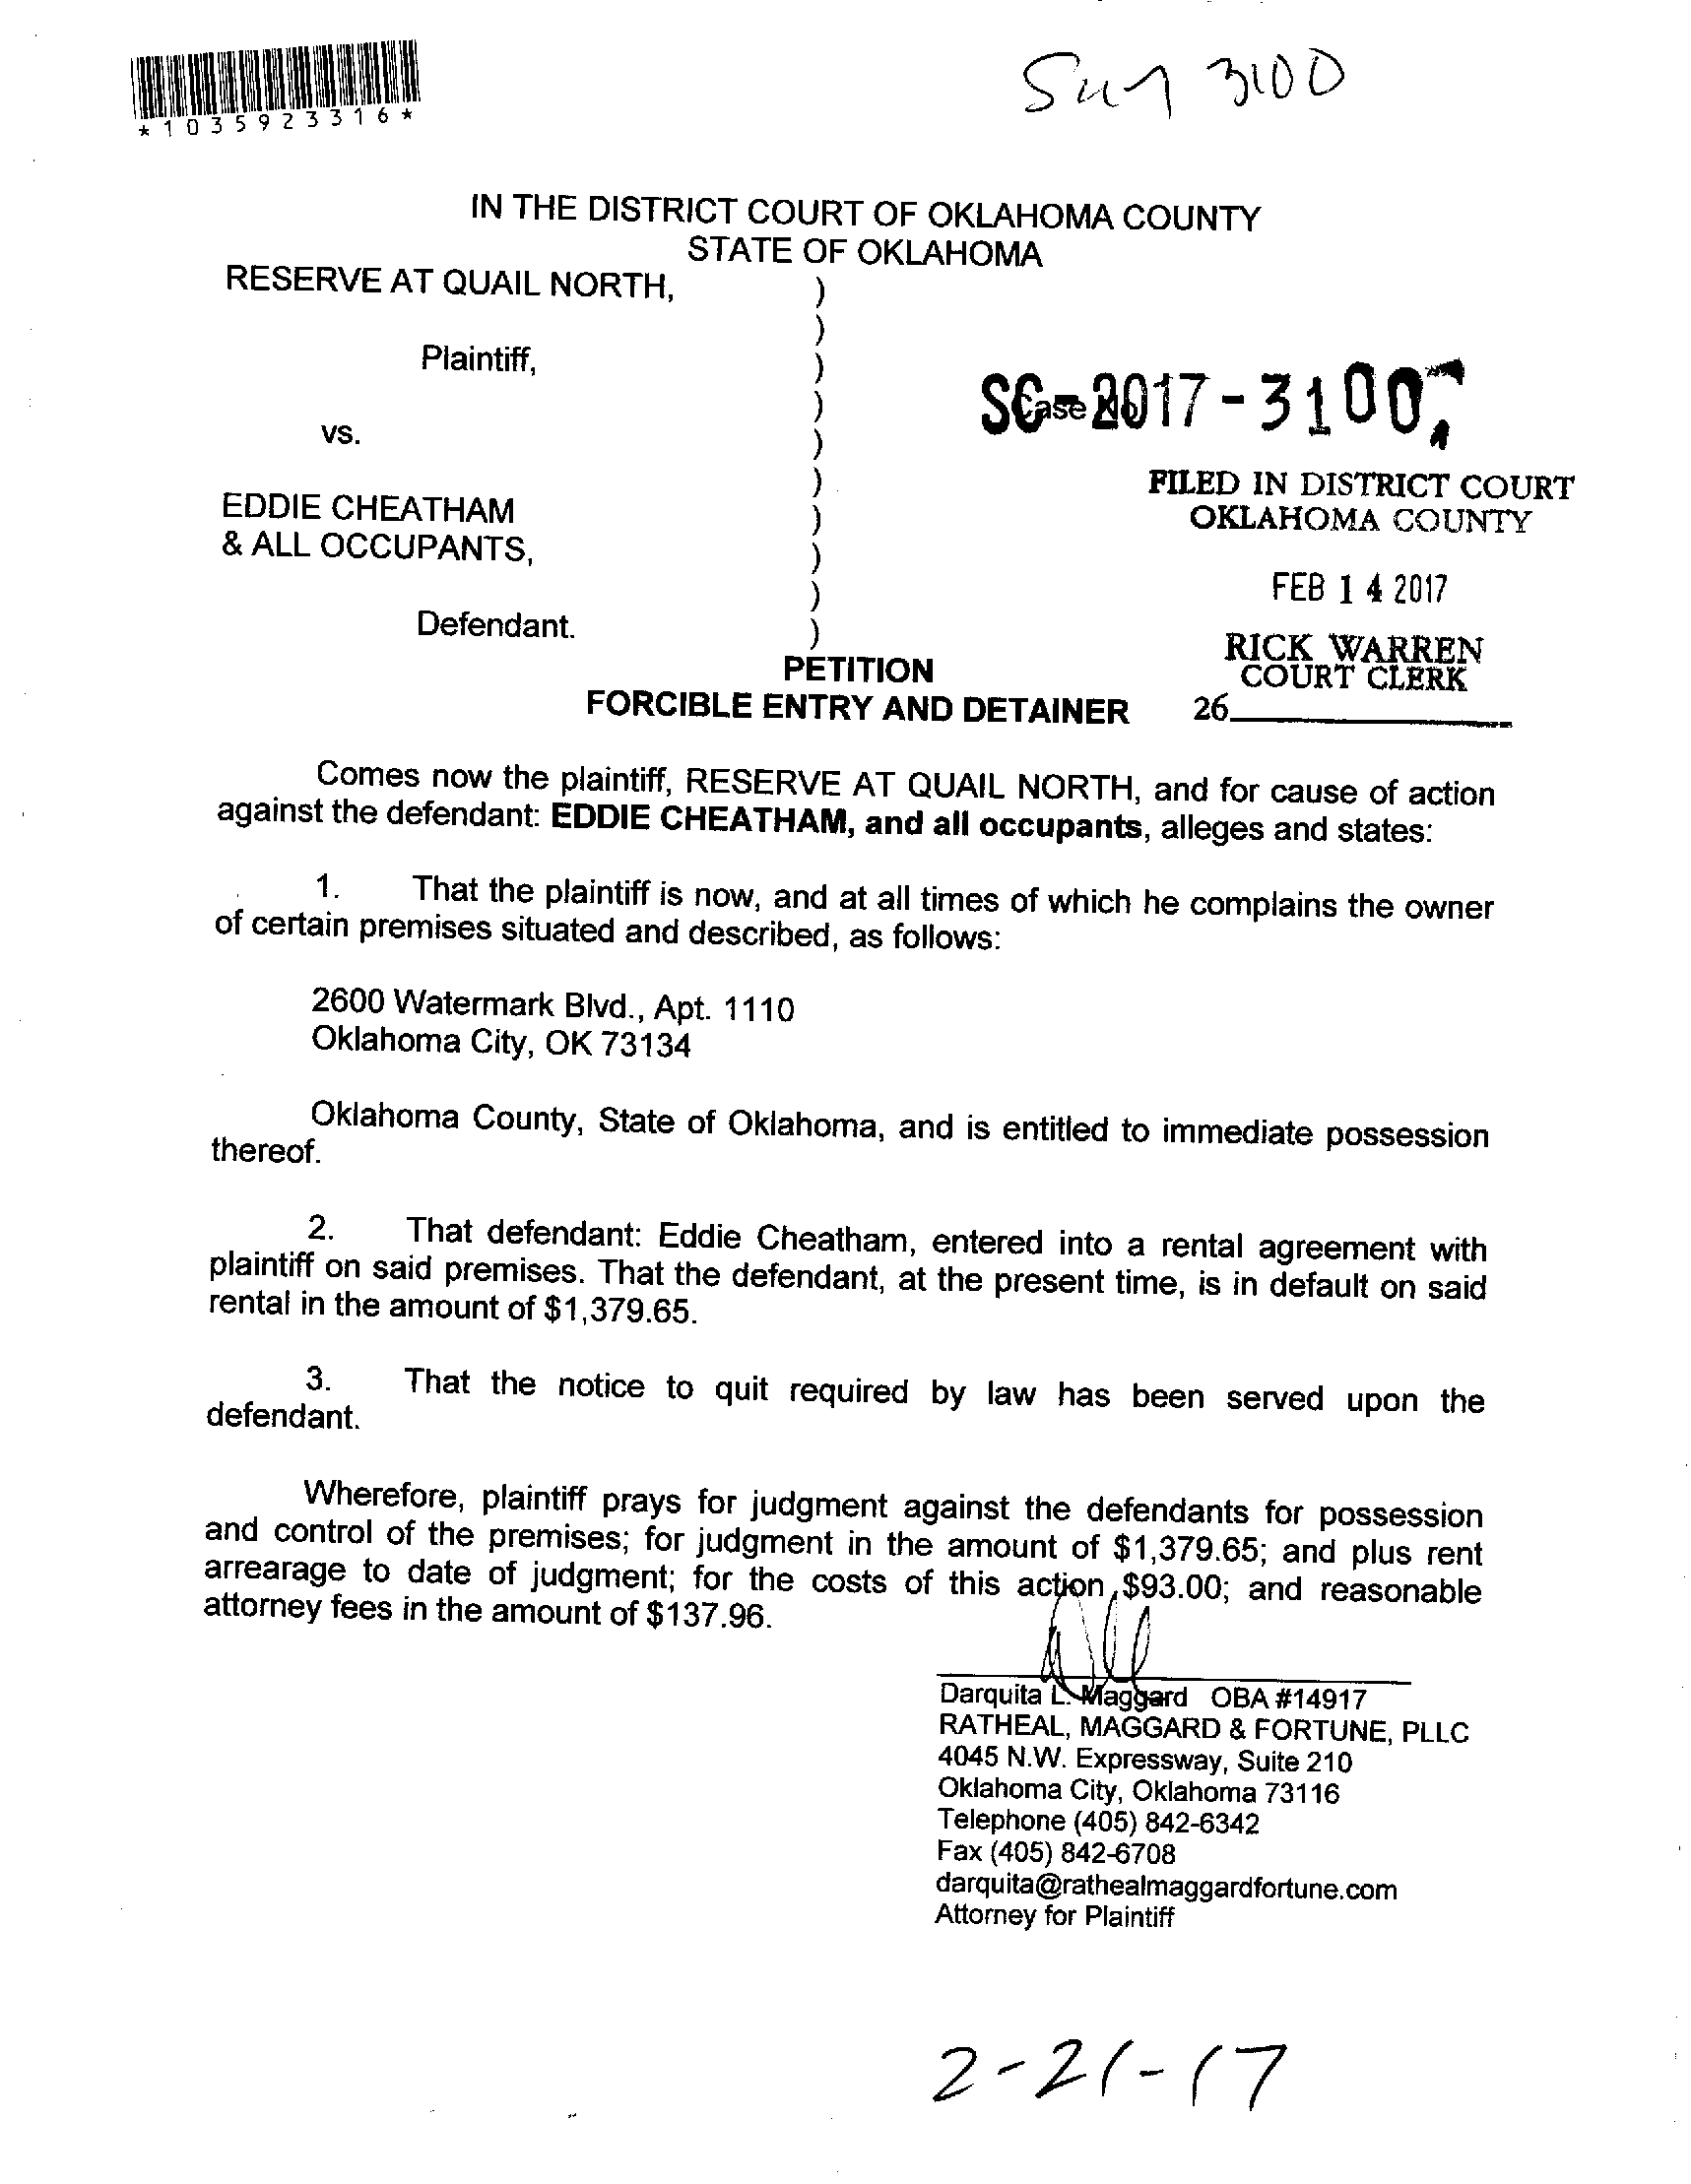 *1035923316*
3100
IN THE DISTRICT COURT OF OKLAHOMA COUNTY
STATE OF OKLAHOMA
RESERVE AT QUAIL NORTH, )
)
Plaintiff, )
)
vs. )
)
EDDIE CHEATHAM )
& ALL OCCUPANTS, )
)
Defendant. )
Case No.
SC-2017-3100
FILED IN DISTRICT COURT
OKLAHOMA COUNTY
FEB 14 2017
RICK WARREN
COURT CLERK
26
PETITION
FORCIBLE ENTRY AND DETAINER
Comes now the plaintiff, RESERVE AT QUAIL NORTH, and for cause of action
against the defendant: EDDIE CHEATHAM, and all occupants, alleges and states:
1. That the plaintiff is now, and at all times of which he complains the owner
of certain premises situated and described, as follows:
2600 Watermark Blvd., Apt. 1110
Oklahoma City, OK 73134
Oklahoma County, State of Oklahoma, and is entitled to immediate possession
thereof.
2. That defendant: Eddie Cheatham, entered into a rental agreement with
plaintiff on said premises. That the defendant, at the present time, is in default on said
rental in the amount of $1,379.65.
3. That the notice to quit required by law has been served upon the
defendant.
Wherefore, plaintiff prays for judgment against the defendants for possession
and control of the premises; for judgment in the amount of $1,379.65; and plus rent
arrearage to date of judgment; for the costs of this action, $93.00; and reasonable
attorney fees in the amount of $137.96.
Darquita L. Maggard OBA #14917
RATHEAL, MAGGARD & FORTUNE, PLLC
4045 N.W. Expressway, Suite 210
Oklahoma City, Oklahoma 73116
Telephone (405) 842-6342
Fax (405) 842-6708
darquita@rathealmaggardfortune.com
Attorney for Plaintiff
2-21-17